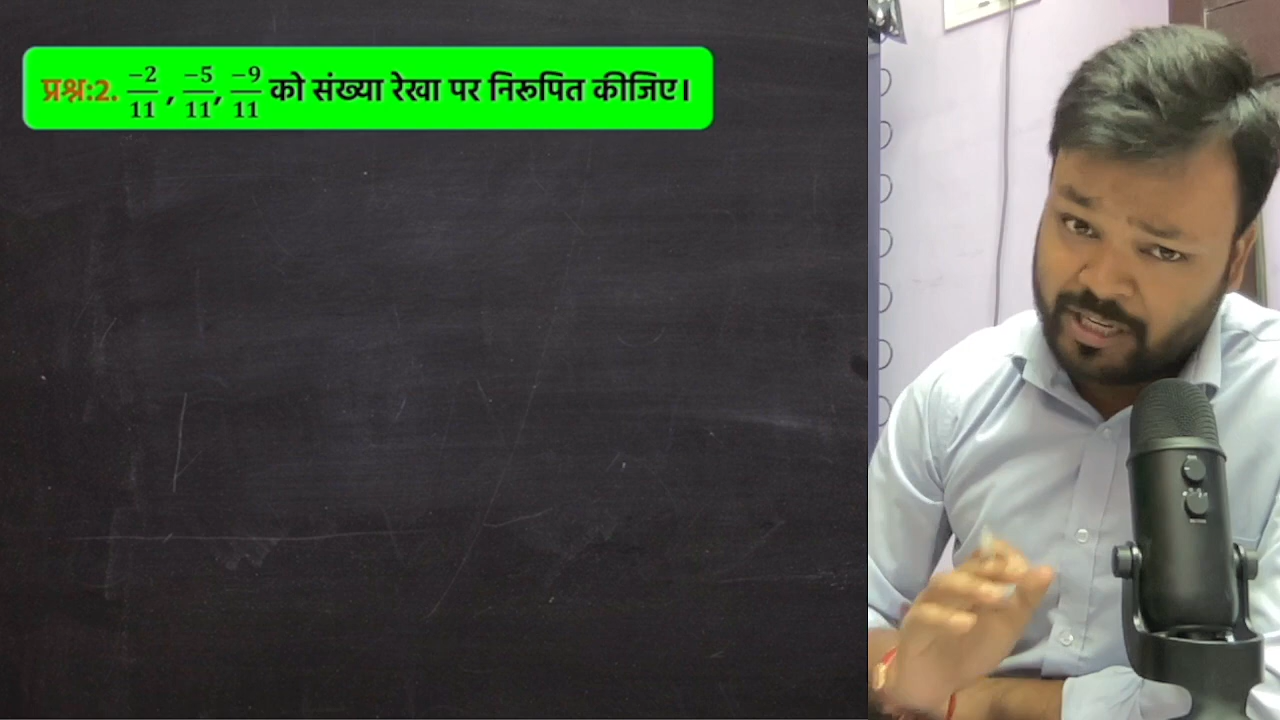 प्रश्न:2. −2/11 , −5/11, −9/11 को संख्या रेखा पर निरूपित कीजिए।